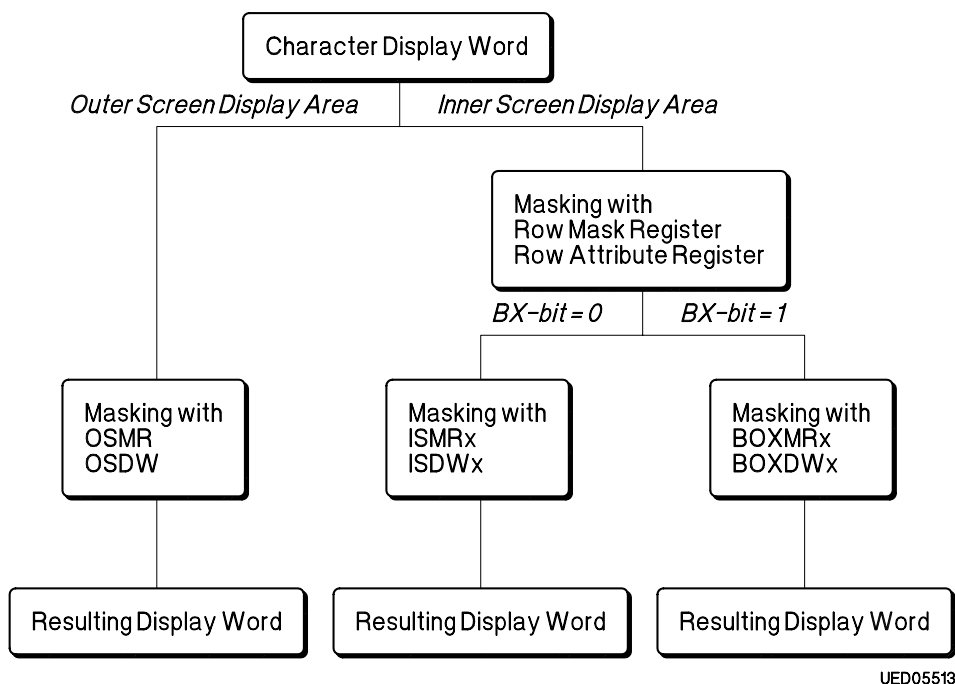 Character Display Word
Outer Screen Display Area
Inner Screen Display Area
Masking with
Row Mask Register
Row Attribute Register
BX-bit = 0
BX-bit = 1
Masking with
OSMR
OSDW
Masking with
ISMRx
ISDWx
Masking with
BOXMRx
BOXDWx
Resulting Display Word
Resulting Display Word
Resulting Display Word
UED05513